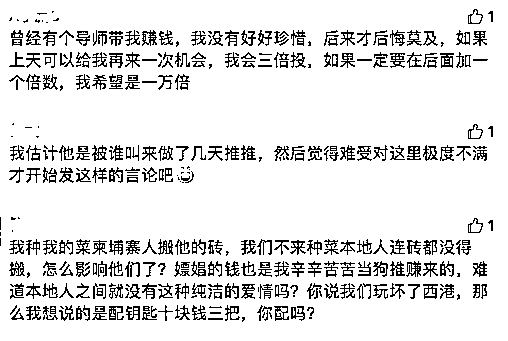 1
曾经有个导师带我赚钱，我没有好好珍惜，后来才后悔莫及，如果
上天可以给我再来一次机会，我会三倍投，如果一定要在后面加一
个倍数，我希望是一万倍
1
我估计他是被谁叫来做了几天推推，然后觉得难受对这里极度不满
才开始发这样的言论吧
1
我种我的菜柬埔寨人搬他的砖，我们不来种菜本地人连砖都没得
搬，怎么影响他们了？嫖娼的钱也是我辛辛苦苦当狗推赚来的，难
道本地人之间就没有这种纯洁的爱情吗？你说我们玩坏了西港，那
么我想说的是配钥匙十块钱三把，你配吗？